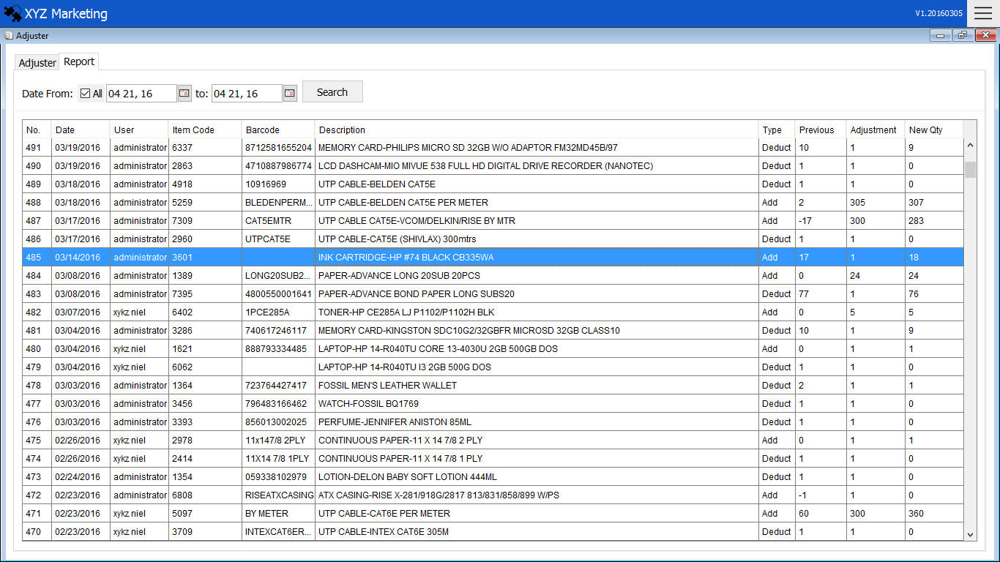 XYZ Marketing V1.20160305
Adjuster
Adjuster Report
Date From: All 04 21, 16 to: 04 21, 16 Search
No. Date User Item Code Barcode Description Type Previous Adjustment New Qty
491 03/19/2016 administrator 6337 8712581655204 MEMORY CARD-PHILIPS MICRO SD 32GB W/O ADAPTOR FM32MD45B/97 Deduct 10 1 9
490 03/19/2016 administrator 2863 4710887986774 LCD DASHCAM-MIO MIVUE 538 FULL HD DIGITAL DRIVE RECORDER (NANOTEC) Deduct 1 1 0
489 03/18/2016 administrator 4918 10916969 UTP CABLE-BELDEN CAT5E Deduct 1 1 0
488 03/18/2016 administrator 5259 BLEDENPERM... UTP CABLE-BELDEN CAT5E PER METER Add 2 305 307
487 03/17/2016 administrator 7309 CAT5EMTR UTP CABLE CAT5E-VCOM/DELKIN/RISE BY MTR Add -17 300 283
486 03/17/2016 administrator 2960 UTPCAT5E UTP CABLE-CAT5E (SHIVLAX) 300mtrs Deduct 1 1 0
485 03/14/2016 administrator 3601 INK CARTRIDGE-HP #74 BLACK CB335WA Add 17 1 18
484 03/08/2016 administrator 1389 LONG20SUB2... PAPER-ADVANCE LONG 20SUB 20PCS Add 0 24 24
483 03/08/2016 administrator 7395 4800550001641 PAPER-ADVANCE BOND PAPER LONG SUBS20 Deduct 77 1 76
482 03/07/2016 xykz niel 6402 1PCE285A TONER-HP CE285A LJ P1102/P1102H BLK Add 0 5 5
481 03/04/2016 administrator 3286 740617246117 MEMORY CARD-KINGSTON SDC10G2/32GBFR MICROSD 32GB CLASS10 Deduct 10 1 9
480 03/04/2016 xykz niel 1621 888793334485 LAPTOP-HP 14-R040TU CORE 13-4030U 2GB 500GB DOS Add 0 1 1
479 03/04/2016 xykz niel 6062 LAPTOP-HP 14-R040TU I3 2GB 500G DOS Deduct 1 1 0
478 03/03/2016 administrator 1364 723764427417 FOSSIL MEN'S LEATHER WALLET Deduct 2 1 1
477 03/03/2016 administrator 3456 796483166462 WATCH-FOSSIL BQ1769 Deduct 1 1 0
476 03/03/2016 administrator 3393 856013002025 PERFUME-JENNIFER ANISTON 85ML Deduct 1 1 0
475 02/26/2016 xykz niel 2978 11x147/8 2PLY CONTINUOUS PAPER-11 X 14 7/8 2 PLY Add 0 1 1
474 02/26/2016 xykz niel 2414 11X14 7/8 1PLY CONTINUOUS PAPER-11 X 14 7/8 1 PLY Deduct 1 1 0
473 02/24/2016 administrator 1354 059338102979 LOTION-DELON BABY SOFT LOTION 444ML Deduct 1 1 0
472 02/23/2016 administrator 6808 RISEATXCASING ATX CASING-RISE X-281/918G/2817 813/831/858/899 W/PS Add -1 1 0
471 02/23/2016 xykz niel 5097 BY METER UTP CABLE-CAT6E PER METER Add 60 300 360
470 02/23/2016 xykz niel 3709 INTEXCAT6ER... UTP CABLE-INTEX CAT6E 305M Deduct 1 1 0